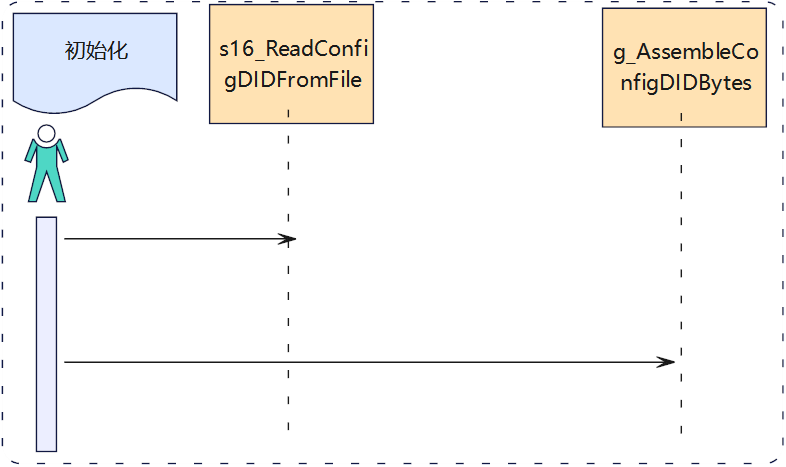 初始化
s16_ReadConfi
gDIDFromFile
g_AssembleCo
nfigDIDBytes